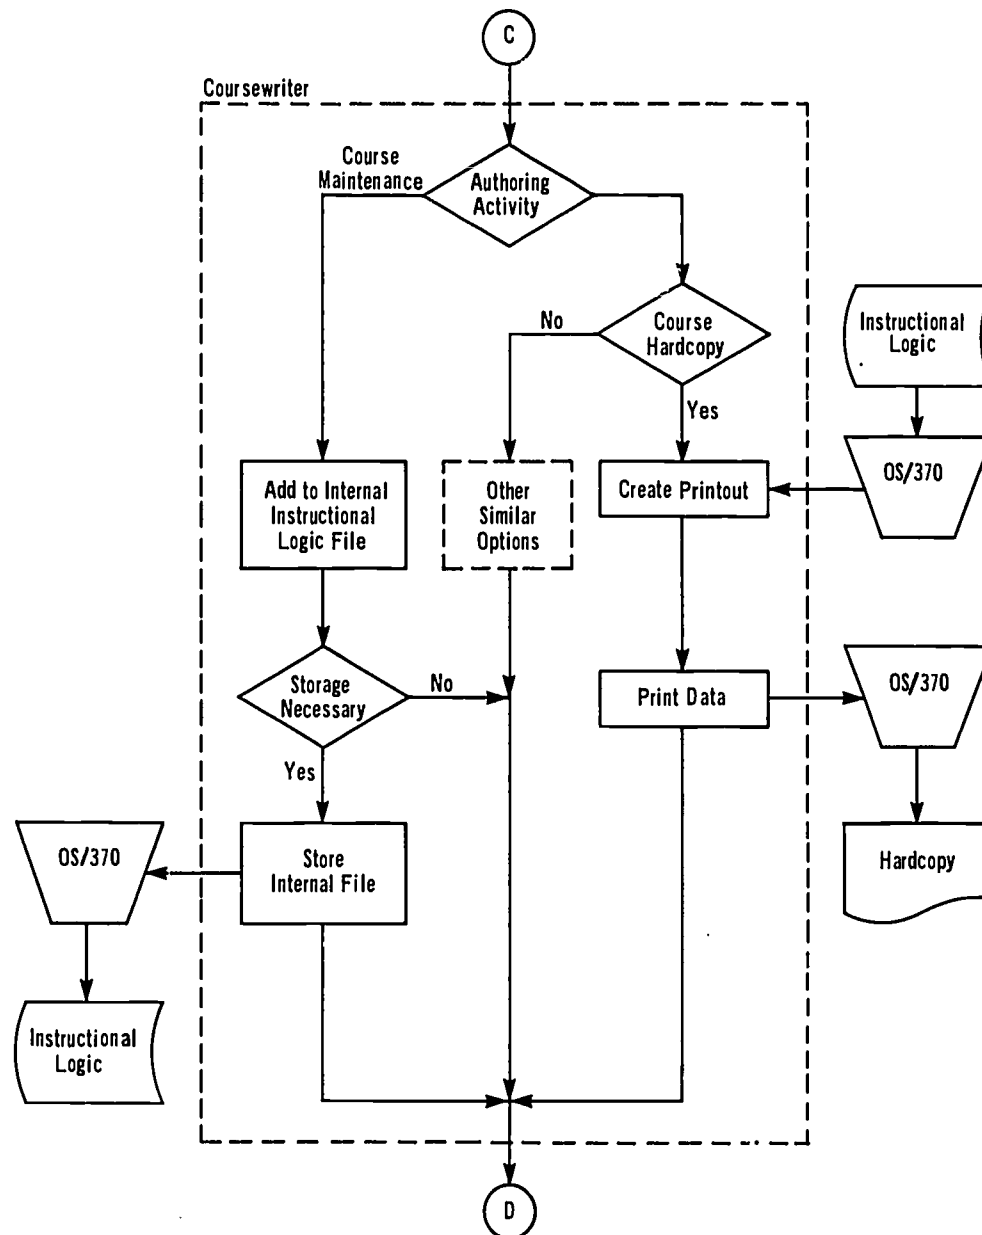 C
Coursewriter
Course
Maintenance
Authoring
Activity
No
Course
Hardcopy
Yes
Instructional
Logic
OS/370
Add to Internal
Instructional
Logic File
Other
Similar
Options
Create Printout
Storage
Necessary
No
Yes
Print Data
OS/370
OS/370
Store
Internal File
Hardcopy
Instructional
Logic
D